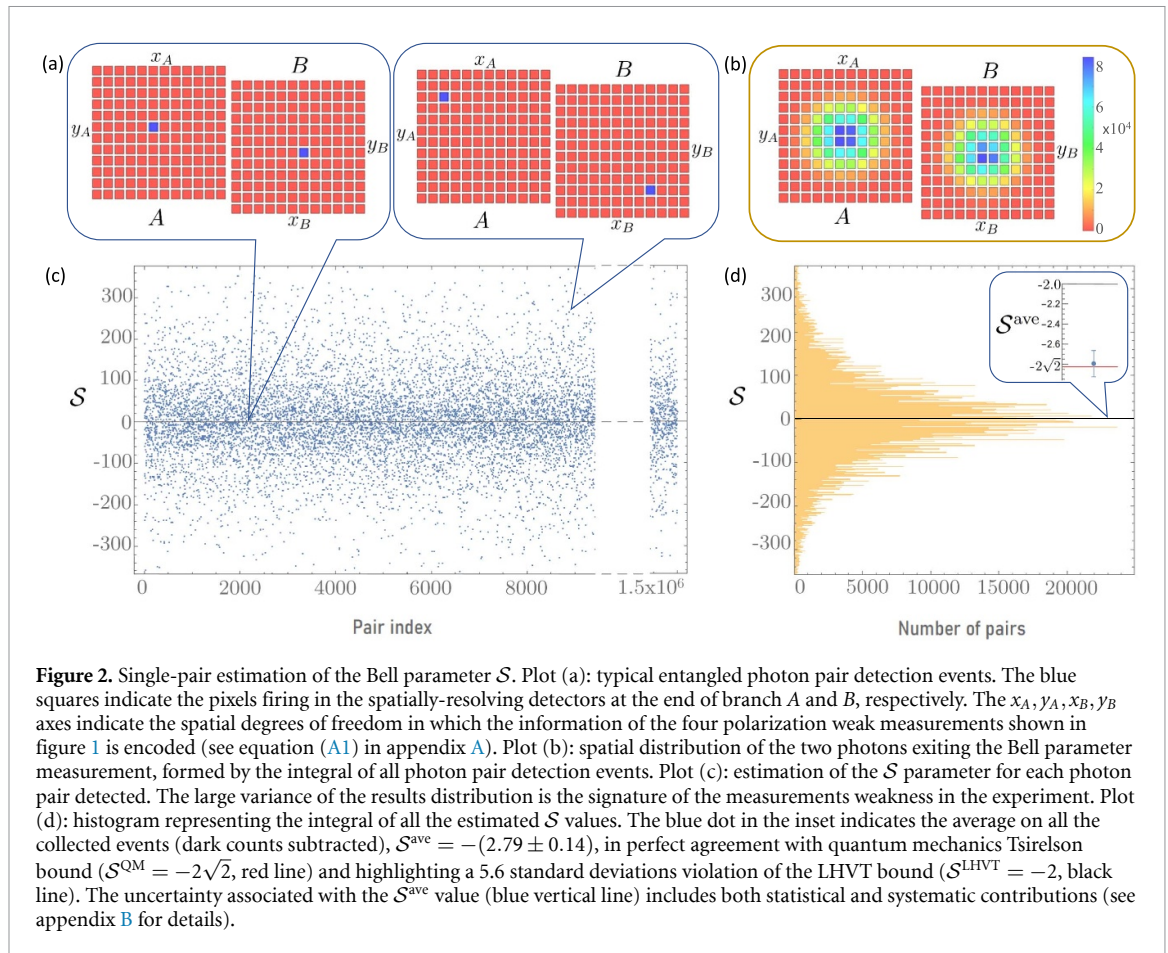 (a)
x_A
B
y_A
y_B
A
x_B
x_A
B
y_A
y_B
A
x_B
(b)
x_A
B
y_A
y_B
A
x_B
8
6
x10⁴
4
2
0
(c)
300
200
100
S
0
-100
-200
-300
0
2000
4000
6000
8000
1.5x10⁶
Pair index
(d)
300
200
100
S
0
-100
-200
-300
-2.0
-2.2
S^ave
-2.4
-2.6
-2√2
0
5000
10000
15000
20000
Number of pairs
Figure 2. Single-pair estimation of the Bell parameter S. Plot (a): typical entangled photon pair detection events. The blue
squares indicate the pixels firing in the spatially-resolving detectors at the end of branch A and B, respectively. The x_A, y_A, x_B, y_B
axes indicate the spatial degrees of freedom in which the information of the four polarization weak measurements shown in
figure 1 is encoded (see equation (A1) in appendix A). Plot (b): spatial distribution of the two photons exiting the Bell parameter
measurement, formed by the integral of all photon pair detection events. Plot (c): estimation of the S parameter for each photon
pair detected. The large variance of the results distribution is the signature of the measurements weakness in the experiment. Plot
(d): histogram representing the integral of all the estimated S values. The blue dot in the inset indicates the average on all the
collected events (dark counts subtracted), S^ave = −(2.79 ± 0.14), in perfect agreement with quantum mechanics Tsirelson
bound (S^QM = −2√2, red line) and highlighting a 5.6 standard deviations violation of the LHVT bound (S^LHVT = −2, black
line). The uncertainty associated with the S^ave value (blue vertical line) includes both statistical and systematic contributions (see
appendix B for details).